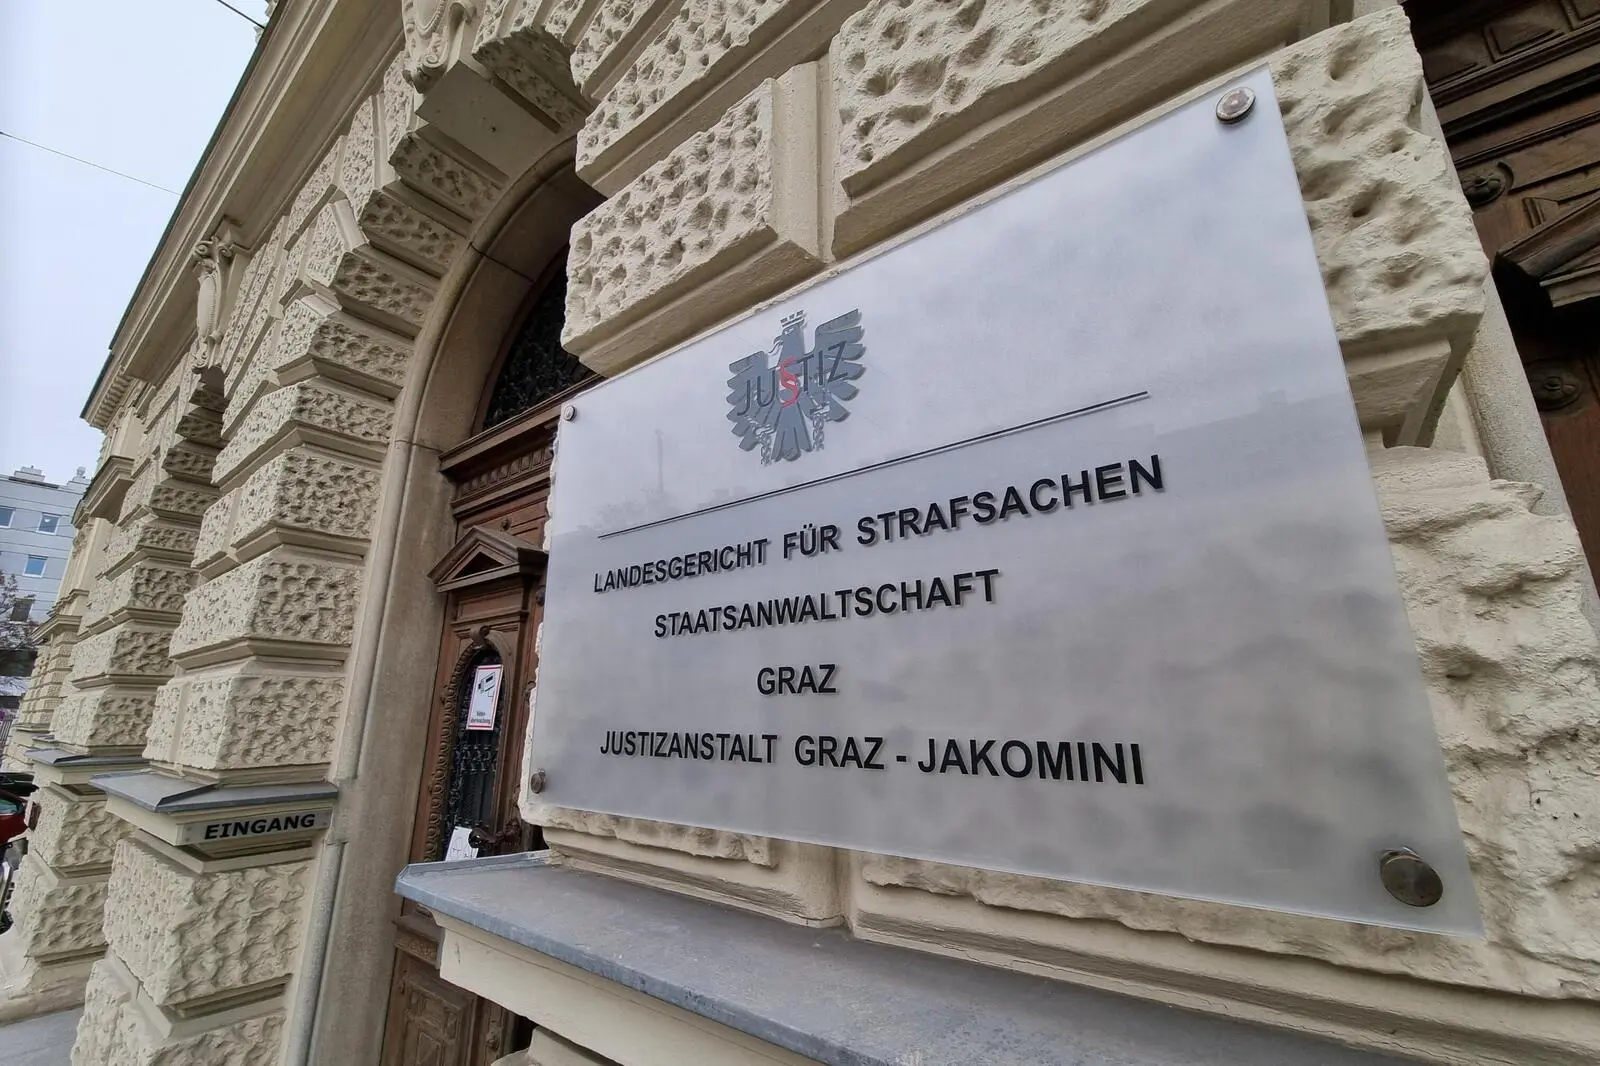 JUSTIZ
LANDESGERICHT FÜR STRAFSACHEN
STAATSANWALTSCHAFT
GRAZ
JUSTIZANSTALT GRAZ - JAKOMINI
EINGANG